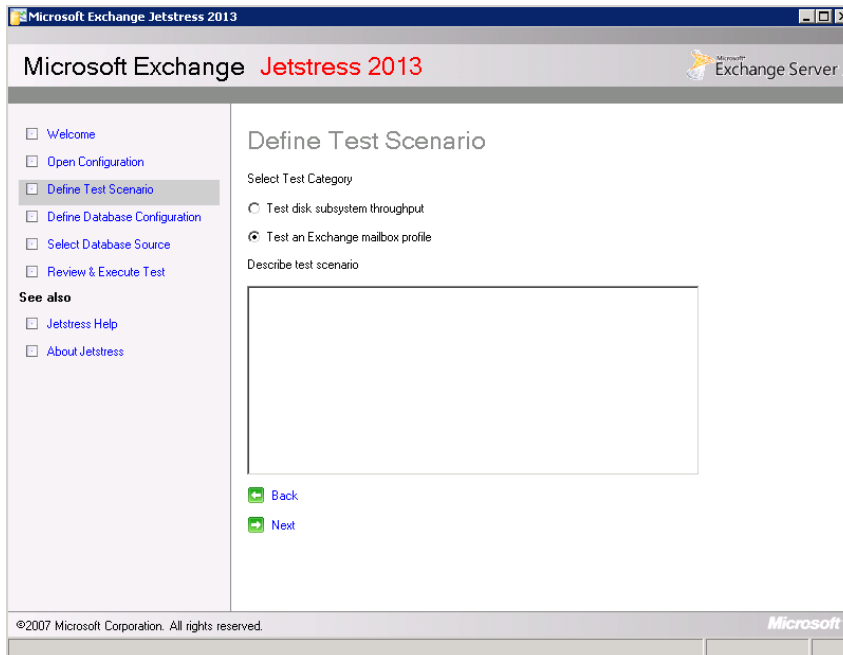 Microsoft Exchange Jetstress 2013
Microsoft Exchange Jetstress 2013
Microsoft
Exchange Server
Welcome
Open Configuration
Define Test Scenario
Define Database Configuration
Select Database Source
Review & Execute Test
See also
Jetstress Help
About Jetstress
Define Test Scenario
Select Test Category
Test disk subsystem throughput
Test an Exchange mailbox profile
Describe test scenario
Back
Next
©2007 Microsoft Corporation. All rights reserved.
Microsoft